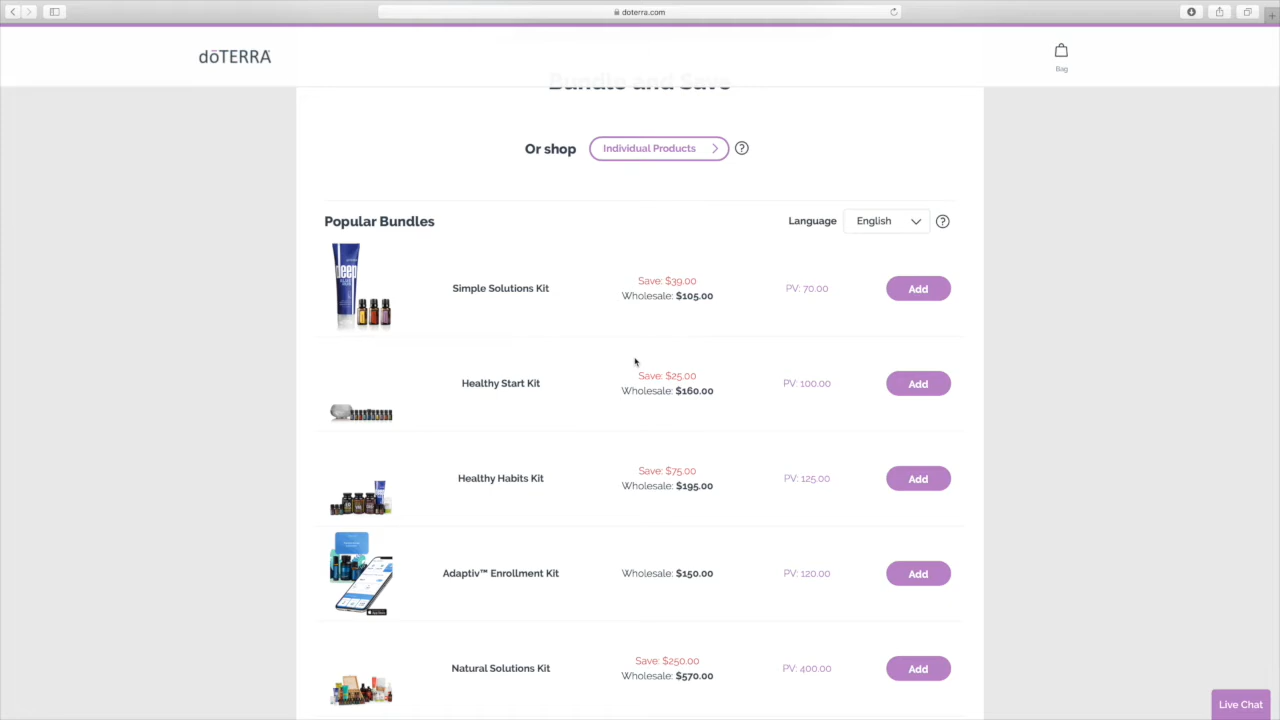 doterra.com
dōTERRA
Bag
Bundle and Save
Or shop Individual Products
Popular Bundles
Language English
deep
Simple Solutions Kit
Save: $39.00
Wholesale: $105.00
PV: 70.00
Add
Healthy Start Kit
Save: $25.00
Wholesale: $160.00
PV: 100.00
Add
Healthy Habits Kit
Save: $75.00
Wholesale: $195.00
PV: 125.00
Add
Adaptiv™ Enrollment Kit
Wholesale: $150.00
PV: 120.00
Add
Natural Solutions Kit
Save: $250.00
Wholesale: $570.00
PV: 400.00
Add
Live Chat